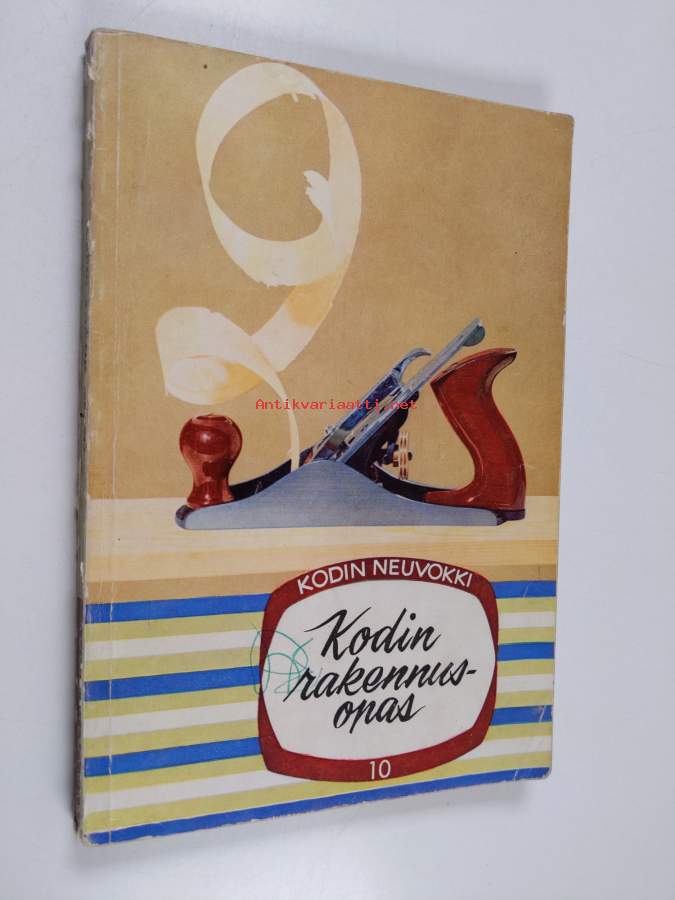 Antikvariaatti.net
KODIN NEUVOKKI
Kodin
rakennus-
opas
10